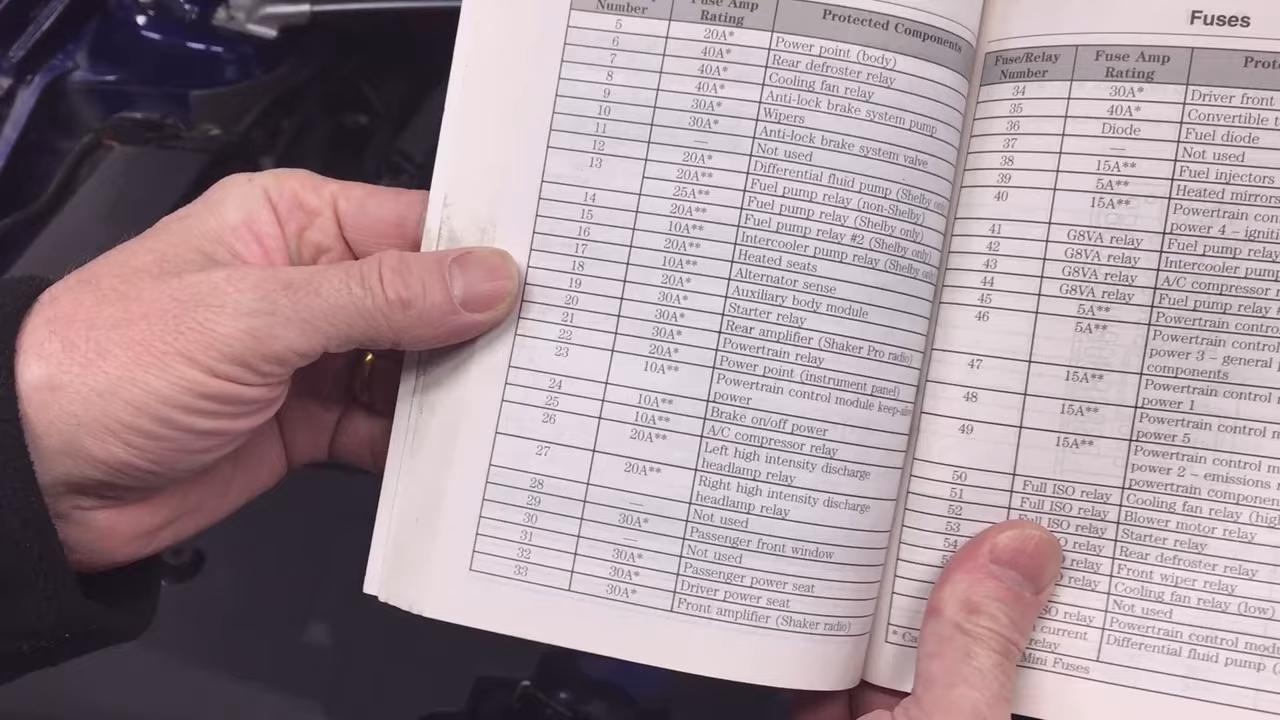 Number Fuse Amp Rating Protected Components
5 20A* Power point (body)
6 40A* Rear defroster relay
7 40A* Cooling fan relay
8 40A* Anti-lock brake system pump
9 30A* Wipers
10 30A* Anti-lock brake system valve
11 — Not used
12 20A* Differential fluid pump (Shelby only)
13 20A** Fuel pump relay (non-Shelby)
25A** Fuel pump relay (Shelby only)
14 20A** Fuel pump relay #2 (Shelby only)
15 10A** Intercooler pump relay (Shelby only)
16 20A** Heated seats
17 10A** Alternator sense
18 20A* Auxiliary body module
19 30A* Starter relay
20 30A* Rear amplifier (Shaker Pro radio)
21 30A* Powertrain relay
22 20A* Power point (instrument panel)
23 10A** Powertrain control module keep-alive
power
24 10A** Brake on/off power
25 10A** A/C compressor relay
26 20A** Left high intensity discharge
headlamp relay
27 20A** Right high intensity discharge
headlamp relay
28 — Not used
29 30A* Passenger front window
30 — Not used
31 30A* Passenger power seat
32 30A* Driver power seat
33 30A* Front amplifier (Shaker radio)
Fuses
Fuse/Relay Number Fuse Amp Rating Prote
34 30A* Driver front
35 40A* Convertible t
36 Diode Fuel diode
37 — Not used
38 15A** Fuel injectors
39 5A** Heated mirrors
40 15A** Powertrain con
power 4 – igniti
41 G8VA relay Fuel pump relay
42 G8VA relay Intercooler pump
43 G8VA relay A/C compressor r
44 G8VA relay Fuel pump relay
45 5A** Powertrain contro
46 5A** Powertrain control
power 3 – general
components
47 15A** Powertrain control
power 1
48 15A** Powertrain control m
power 5
49 15A** Powertrain control m
power 2 – emissions
powertrain component
50 Full ISO relay Cooling fan relay (hig
51 Full ISO relay Blower motor relay
52 Full ISO relay Starter relay
53 relay Rear defroster relay
54 relay Front wiper relay
relay Cooling fan relay (low)
Not used
ISO relay Powertrain control modu
current
relay Differential fluid pump (
* Ca Mini Fuses